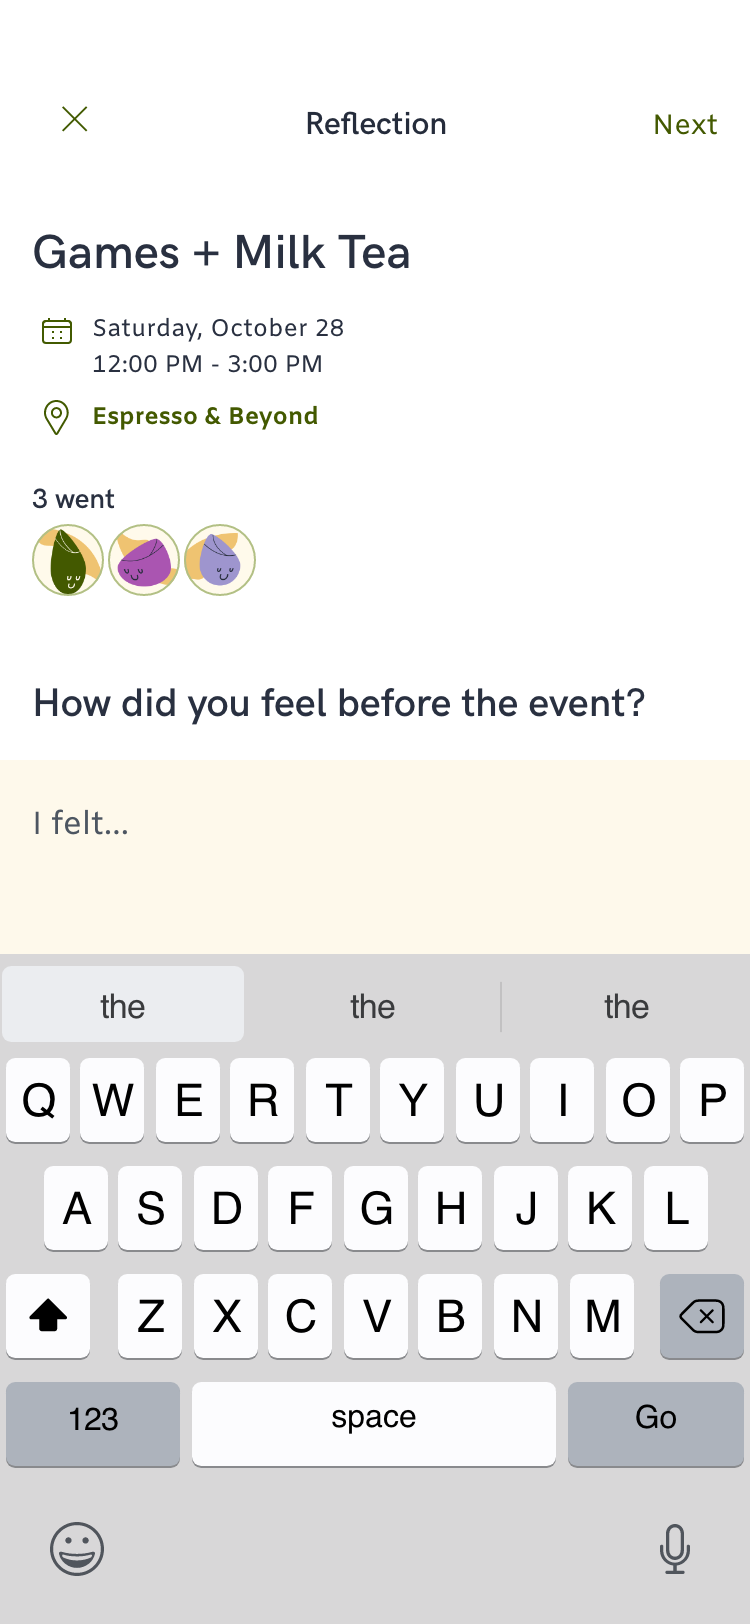 Reflection
Next
Games + Milk Tea
Saturday, October 28
12:00 PM - 3:00 PM
Espresso & Beyond
3 went
How did you feel before the event?
I felt...
the the the
Q W E R T Y U I O P
A S D F G H J K L
Z X C V B N M
123 space Go